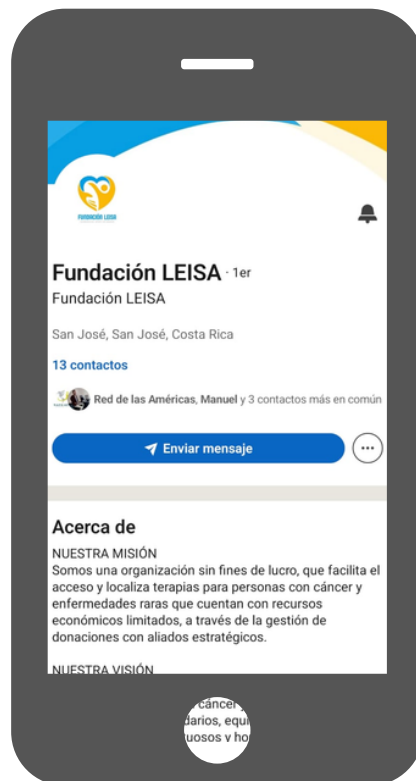 FUNDACIÓN LEISA
Fundación LEISA · 1er
Fundación LEISA
San José, San José, Costa Rica
13 contactos
Red de las Américas, Manuel y 3 contactos más en común
Enviar mensaje
Acerca de
NUESTRA MISIÓN
Somos una organización sin fines de lucro, que facilita el
acceso y localiza terapias para personas con cáncer y
enfermedades raras que cuentan con recursos
económicos limitados, a través de la gestión de
donaciones con aliados estratégicos.
NUESTRA VISIÓN
cáncer y